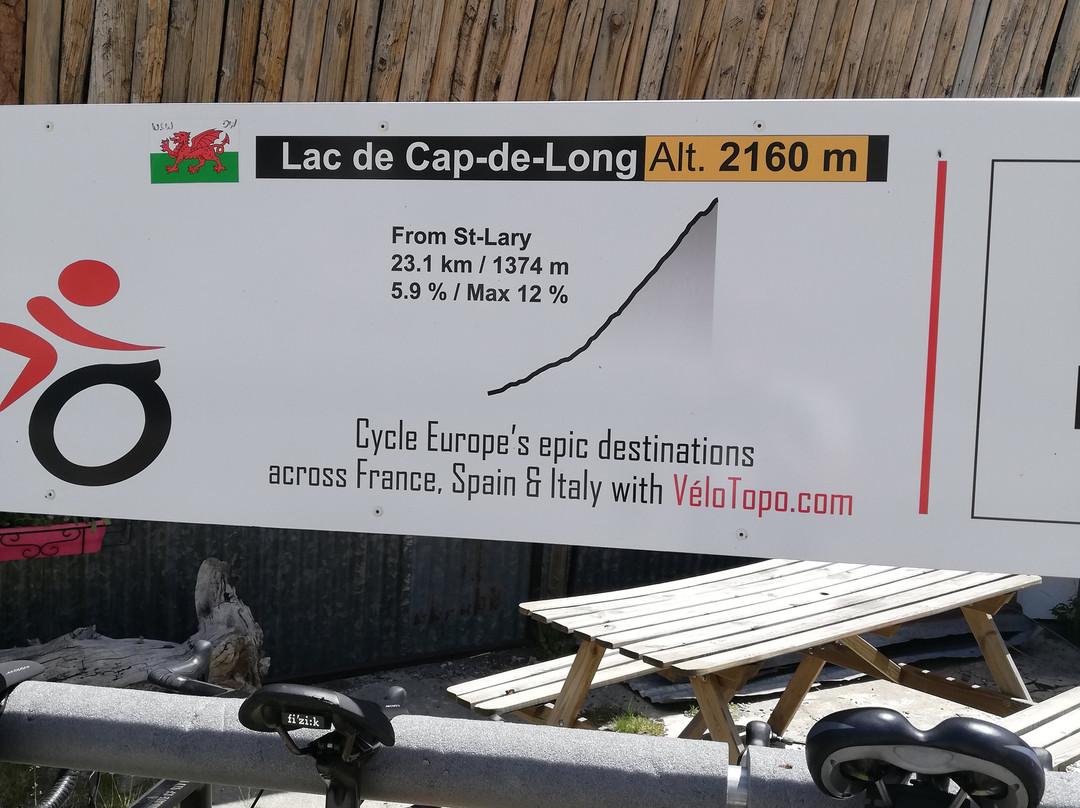 Lac de Cap-de-Long Alt. 2160 m
From St-Lary
23.1 km / 1374 m
5.9 % / Max 12 %
Cycle Europe's epic destinations
across France, Spain & Italy with VéloTopo.com
fi'zi:k